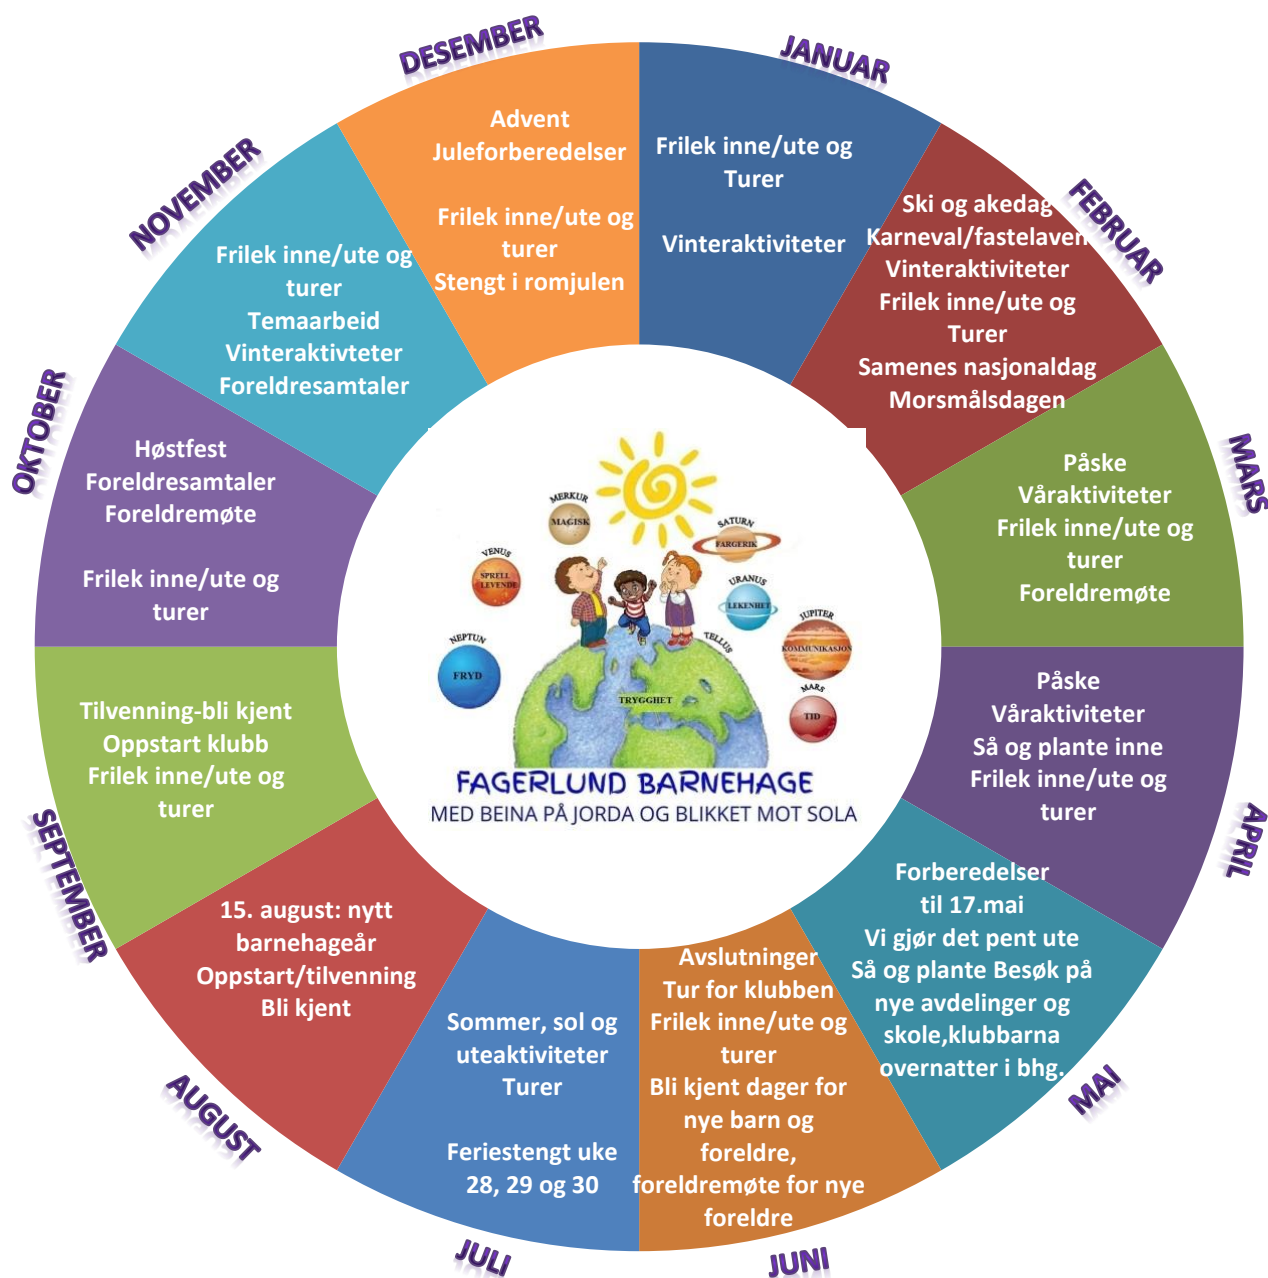 JANUAR
Frilek inne/ute og
Turer
Vinteraktiviteter
FEBRUAR
Ski og akedag
Karneval/fastelaven
Vinteraktiviteter
Frilek inne/ute og
Turer
Samenes nasjonaldag
Morsmålsdagen
MARS
Påske
Våraktiviteter
Frilek inne/ute og
turer
Foreldremøte
APRIL
Påske
Våraktiviteter
Så og plante inne
Frilek inne/ute og
turer
MAI
Forberedelser
til 17.mai
Vi gjør det pent ute
Så og plante Besøk på
nye avdelinger og
skole,klubbarna
overnatter i bhg.
JUNI
Avslutninger
Tur for klubben
Frilek inne/ute og
turer
Bli kjent dager for
nye barn og
foreldre,
foreldremøte for nye
foreldre
JULI
Sommer, sol og
uteaktiviteter
Turer
Feriestengt uke
28, 29 og 30
AUGUST
15. august: nytt
barnehageår
Oppstart/tilvenning
Bli kjent
SEPTEMBER
Tilvenning-bli kjent
Oppstart klubb
Frilek inne/ute og
turer
OKTOBER
Høstfest
Foreldresamtaler
Foreldremøte
Frilek inne/ute og
turer
NOVEMBER
Frilek inne/ute og
turer
Temaarbeid
Vinteraktivteter
Foreldresamtaler
DESEMBER
Advent
Juleforberedelser
Frilek inne/ute og
turer
Stengt i romjulen
MERKUR
MAGISK
SATURN
FARGERIK
VENUS
SPRELL
LEVENDE
URANUS
LEKENHET
JUPITER
KOMMUNIKASJON
NEPTUN
FRYD
TELLUS
TRYGGHET
MARS
TID
FAGERLUND BARNEHAGE
MED BEINA PÅ JORDA OG BLIKKET MOT SOLA